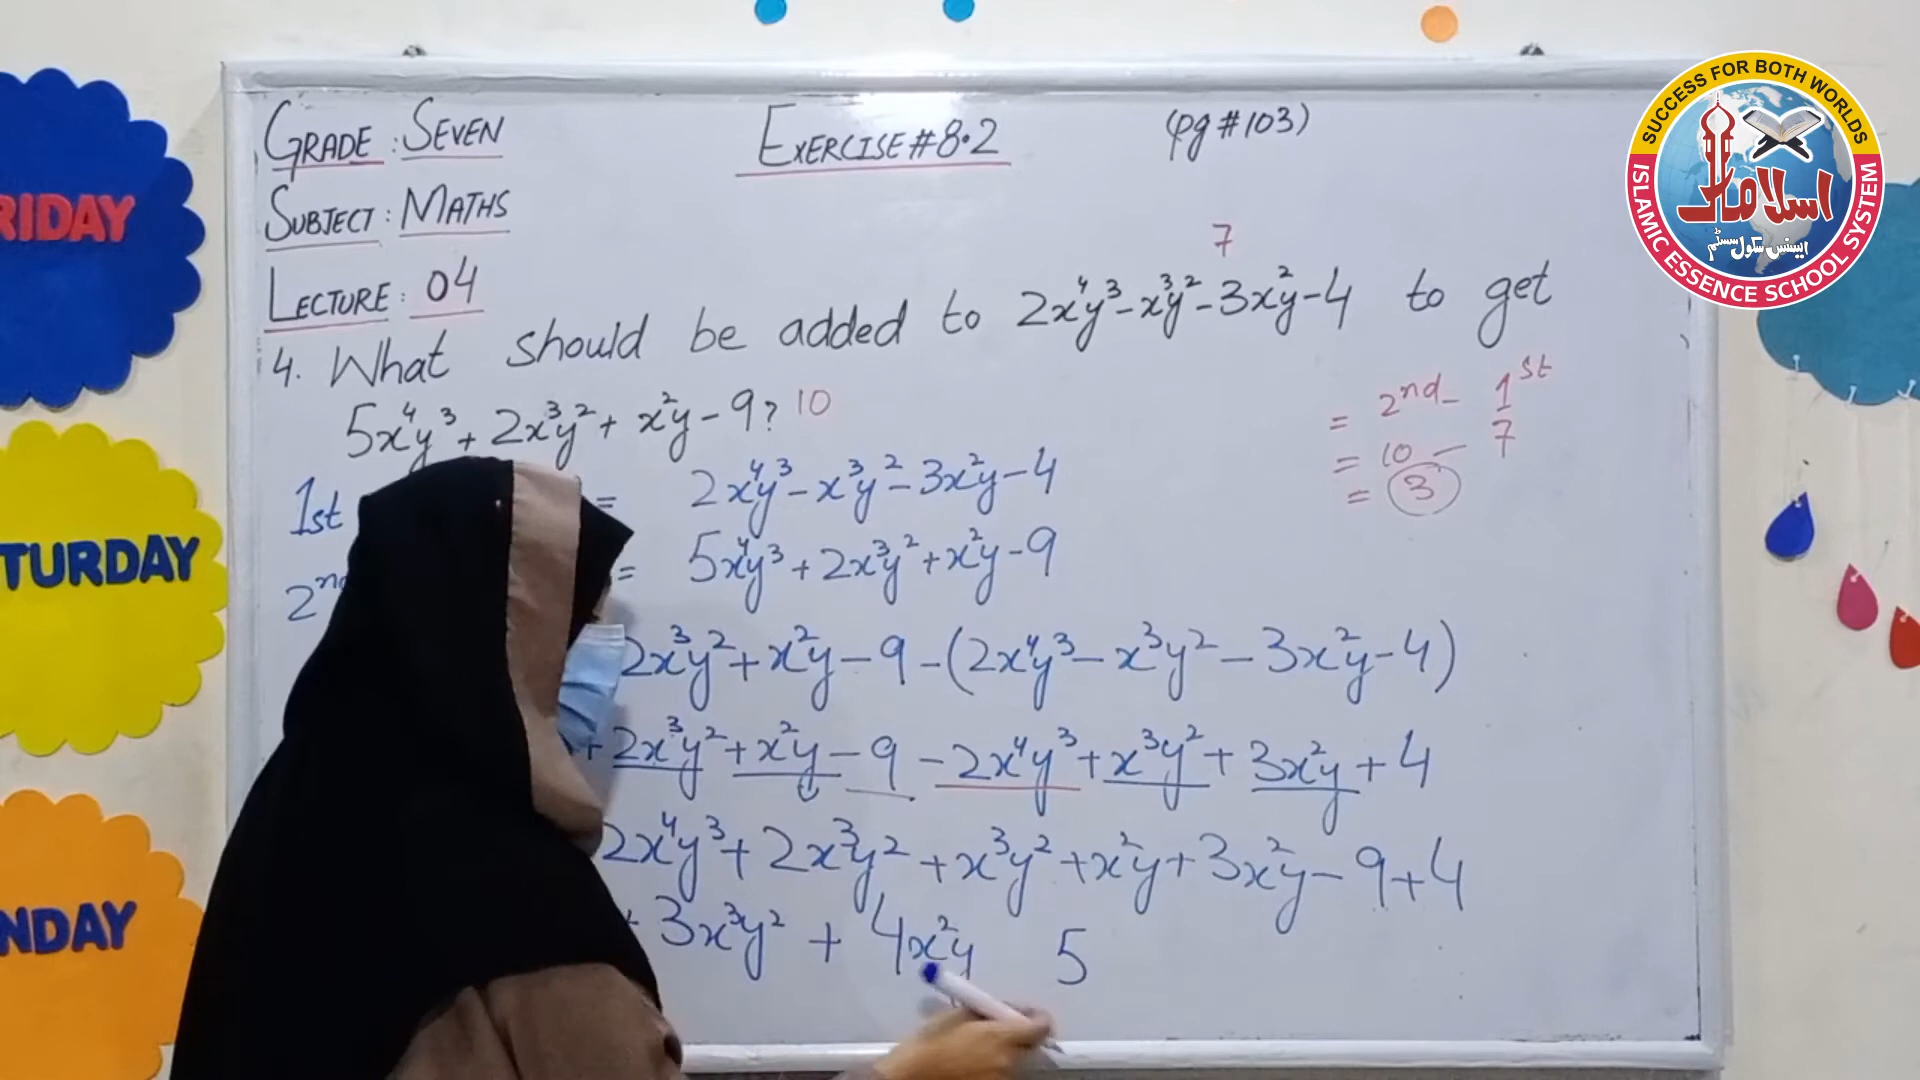 GRADE : SEVEN
EXERCISE # 8.2
(pg # 103)
SUBJECT : MATHS
LECTURE : 04
7
4. What should be added to 2x⁴y³ - x³y² - 3x²y - 4 to get
5x⁴y³ + 2x³y² + x²y - 9? 10
= 2nd - 1st
= 10 - 7
= 3
1st = 2x⁴y³ - x³y² - 3x²y - 4
2nd = 5x⁴y³ + 2x³y² + x²y - 9
2x³y² + x²y - 9 - (2x⁴y³ - x³y² - 3x²y - 4)
+ 2x³y² + x²y - 9 - 2x⁴y³ + x³y² + 3x²y + 4
2x⁴y³ + 2x³y² + x³y² + x²y + 3x²y - 9 + 4
+ 3x³y² + 4x²y 5
RIDAY
TURDAY
NDAY
SUCCESS FOR BOTH WORLDS
اسلامک
ایسنس سکول سسٹم
ISLAMIC ESSENCE SCHOOL SYSTEM